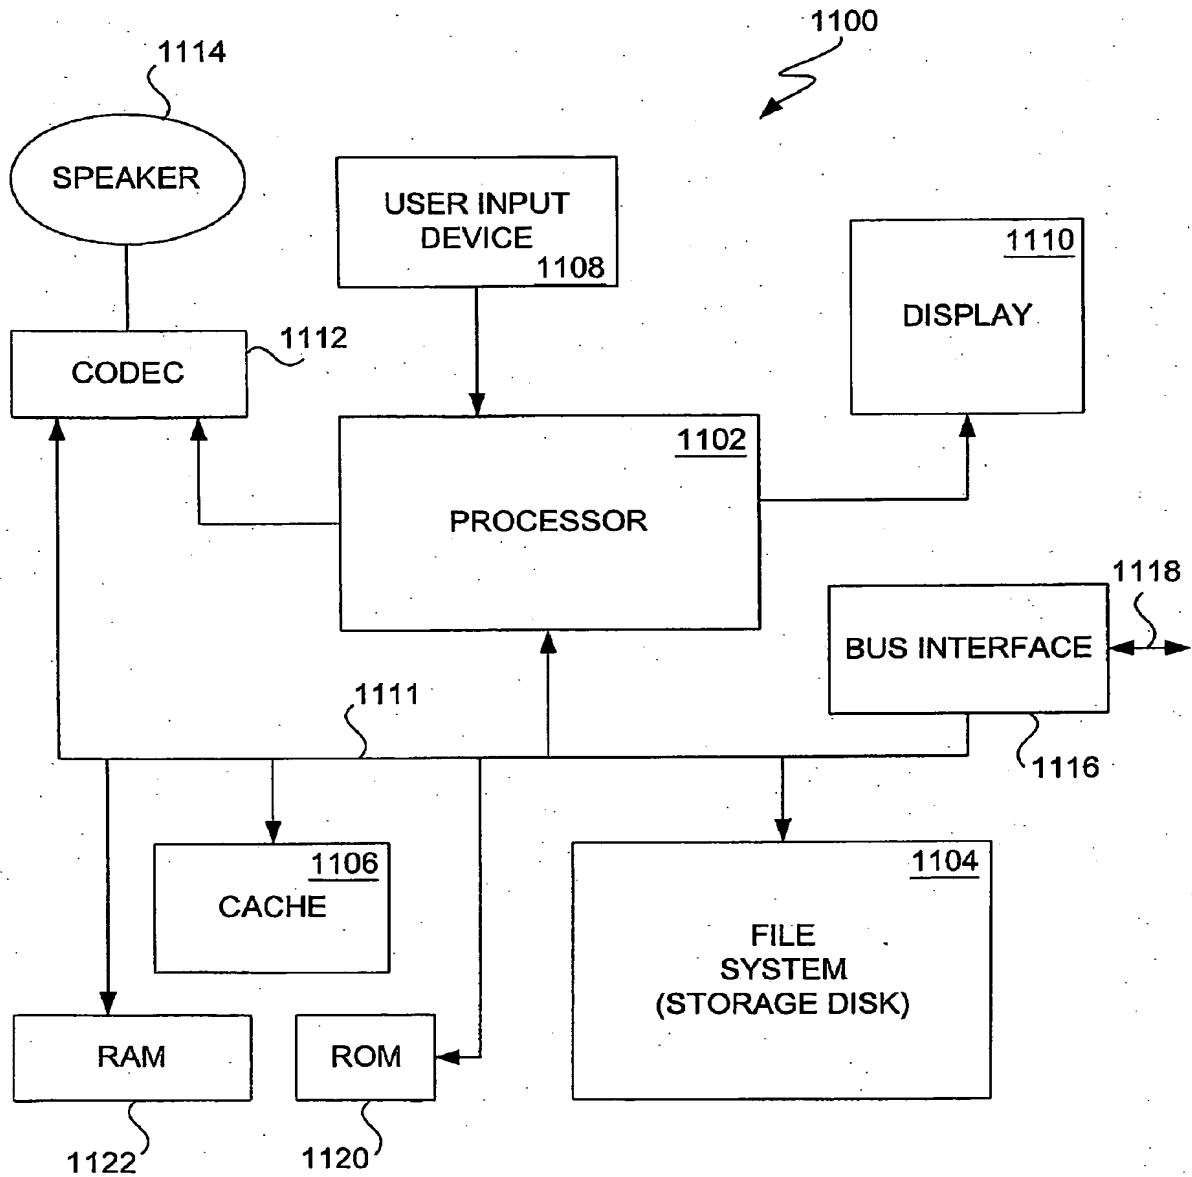 1100
1114
SPEAKER
USER INPUT
DEVICE
1108
1110
DISPLAY
1112
CODEC
1102
PROCESSOR
1118
BUS INTERFACE
1111
1116
1106
CACHE
1104
FILE
SYSTEM
(STORAGE DISK)
RAM
ROM
1122
1120